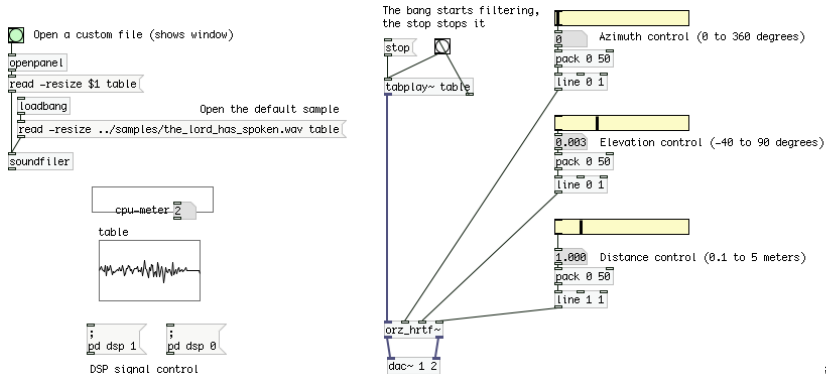 Open a custom file (shows window)
openpanel
read -resize $1 table
loadbang
Open the default sample
read -resize ../samples/the_lord_has_spoken.wav table
soundfiler
cpu-meter 2
table
;
pd dsp 1
;
pd dsp 0
DSP signal control
The bang starts filtering,
the stop stops it
stop
tabplay~ table
orz_hrtf~
dac~ 1 2
0
Azimuth control (0 to 360 degrees)
pack 0 50
line 0 1
0.003
Elevation control (-40 to 90 degrees)
pack 0 50
line 0 1
1.000
Distance control (0.1 to 5 meters)
pack 0 50
line 1 1